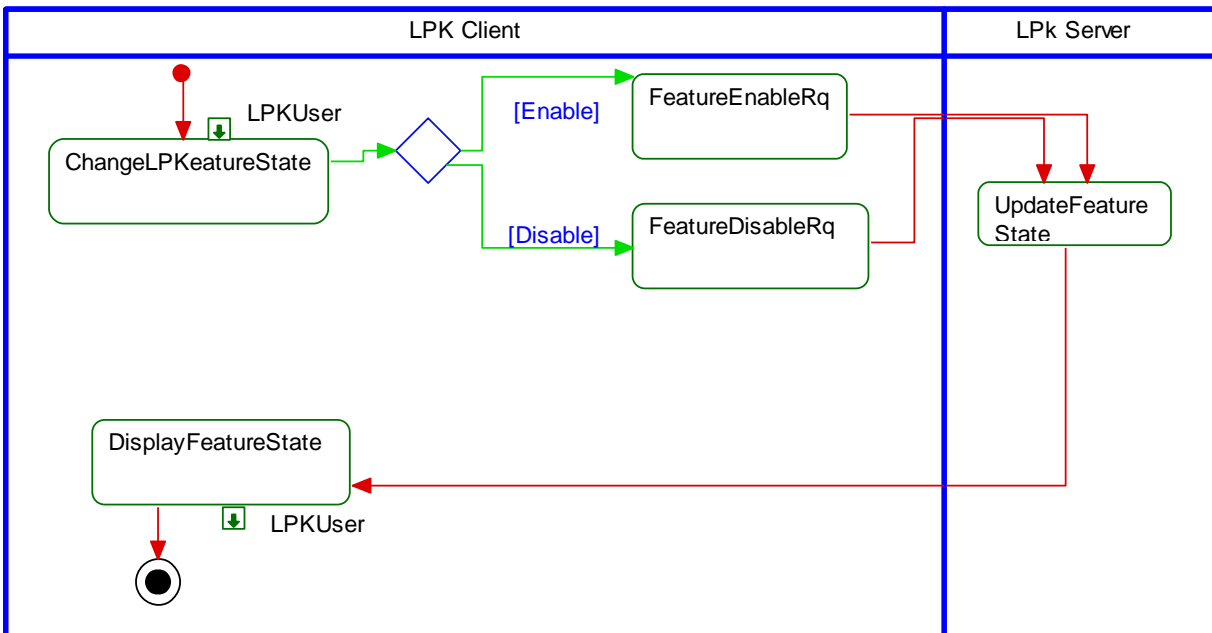 LPK Client
LPk Server
LPKUser
ChangeLPKeatureState
[Enable]
FeatureEnableRq
[Disable]
FeatureDisableRq
UpdateFeature
State
DisplayFeatureState
LPKUser